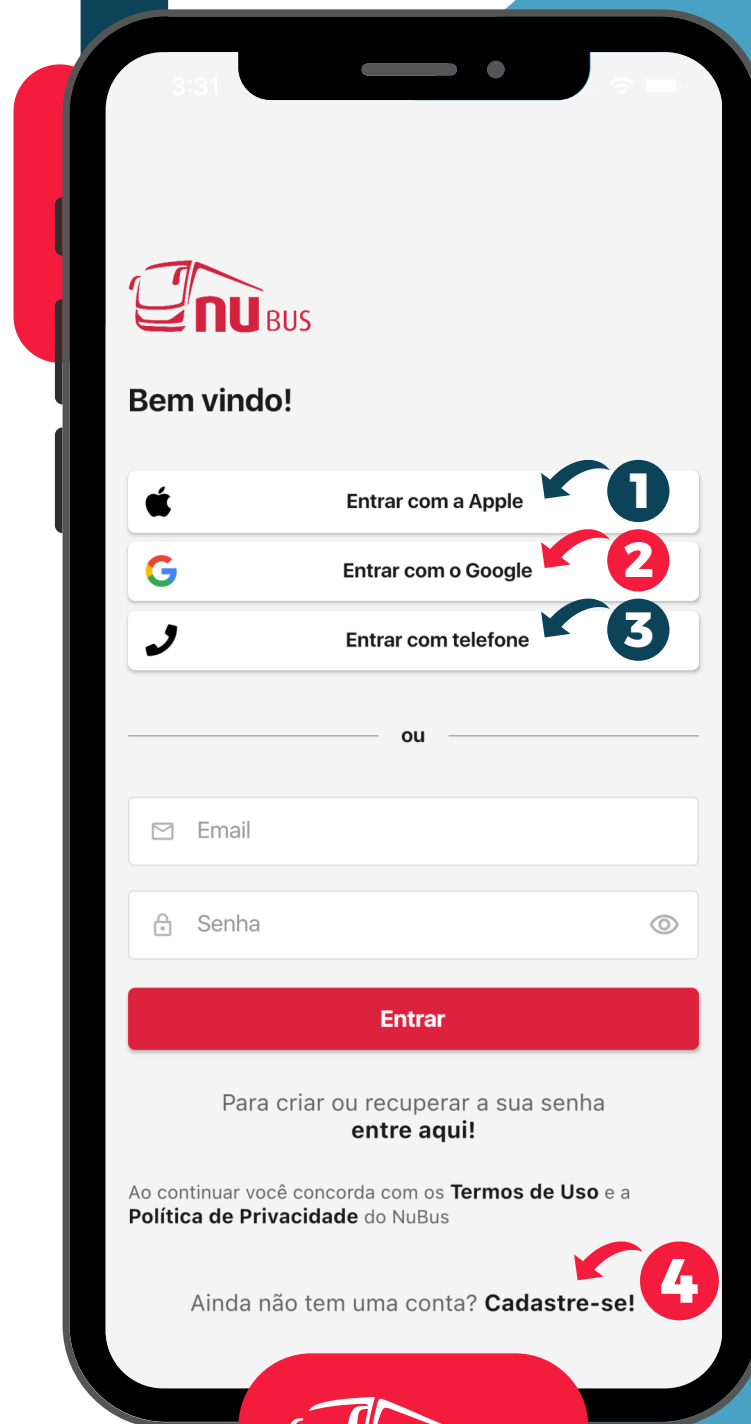 3:31
nu BUS
Bem vindo!
Entrar com a Apple 1
Entrar com o Google 2
Entrar com telefone 3
ou
Email
Senha
Entrar
Para criar ou recuperar a sua senha
entre aqui!
Ao continuar você concorda com os Termos de Uso e a
Política de Privacidade do NuBus
4
Ainda não tem uma conta? Cadastre-se!